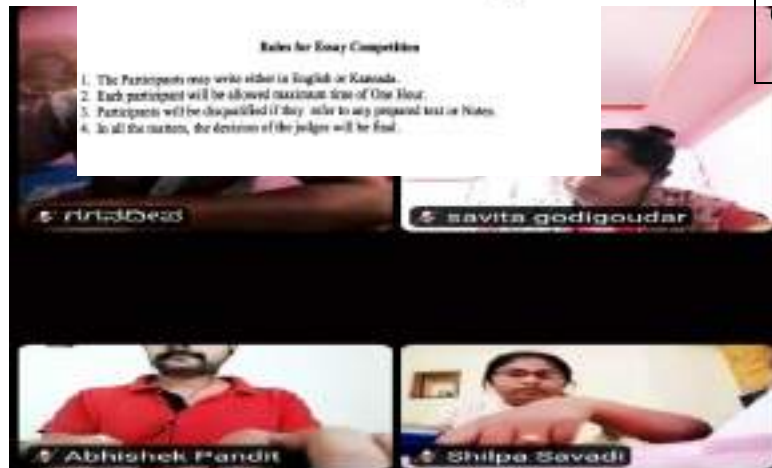 Rules for Essay Competition
1. The Participants may write either in English or Kannada.
2. Each participant will be allowed maximum time of One Hour.
3. Participants will be disqualified if they refer to any prepared text or Notes.
4. In all the matters, the decision of the judges will be final.
savita godigoudar
Abhishek Pandit
Shilpa Savadi